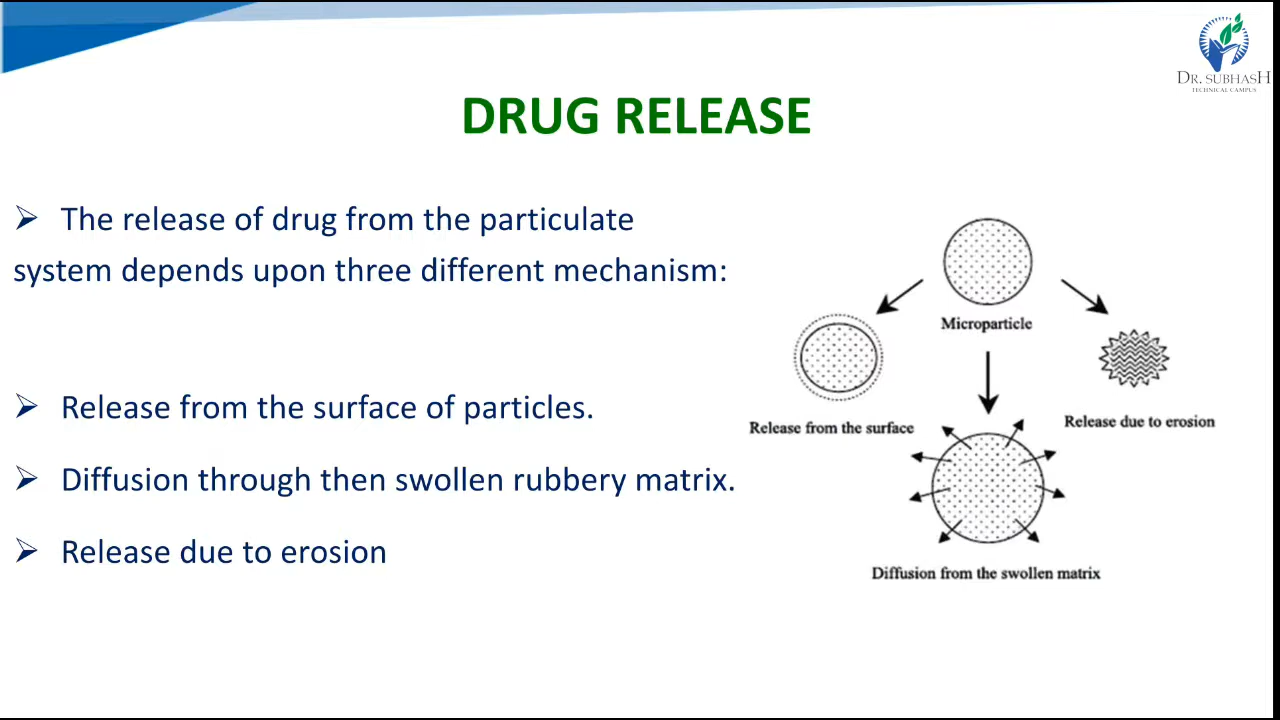 DR. SUBHASH
TECHNICAL CAMPUS
DRUG RELEASE
➢ The release of drug from the particulate
system depends upon three different mechanism:
➢ Release from the surface of particles.
➢ Diffusion through then swollen rubbery matrix.
➢ Release due to erosion
Microparticle
Release from the surface
Release due to erosion
Diffusion from the swollen matrix